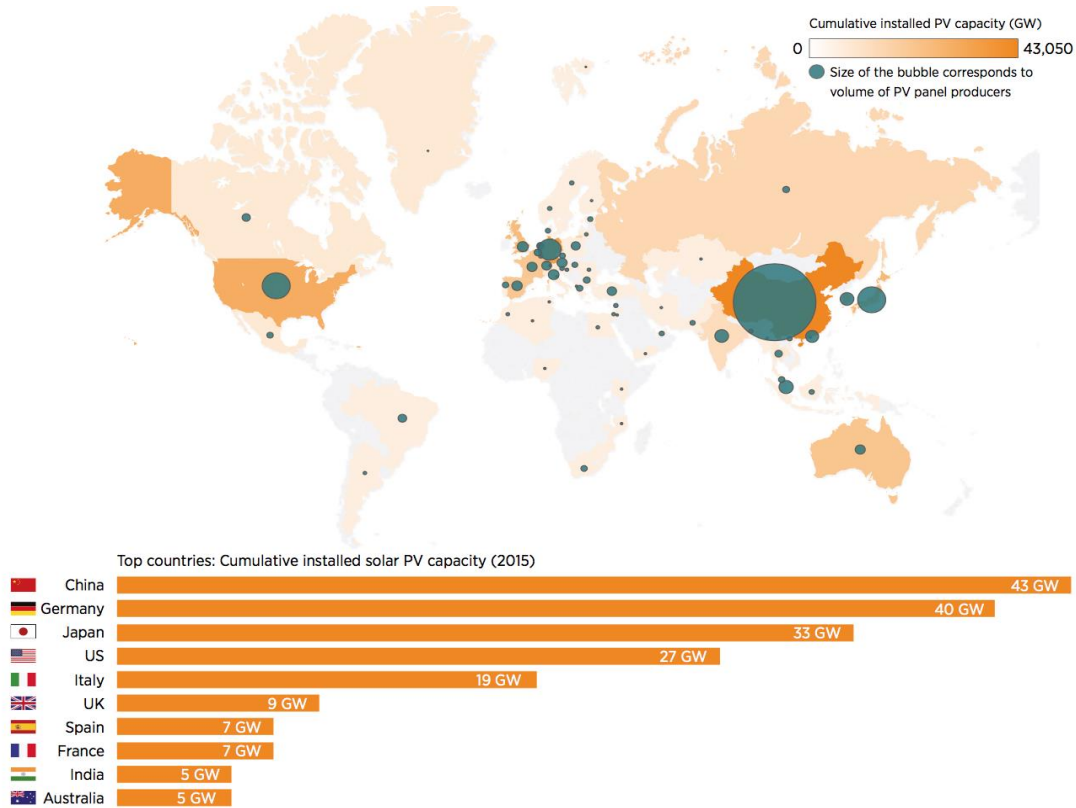 Cumulative installed PV capacity (GW)
0 43,050
Size of the bubble corresponds to
volume of PV panel producers
Top countries: Cumulative installed solar PV capacity (2015)
China 43 GW
Germany 40 GW
Japan 33 GW
US 27 GW
Italy 19 GW
UK 9 GW
Spain 7 GW
France 7 GW
India 5 GW
Australia 5 GW